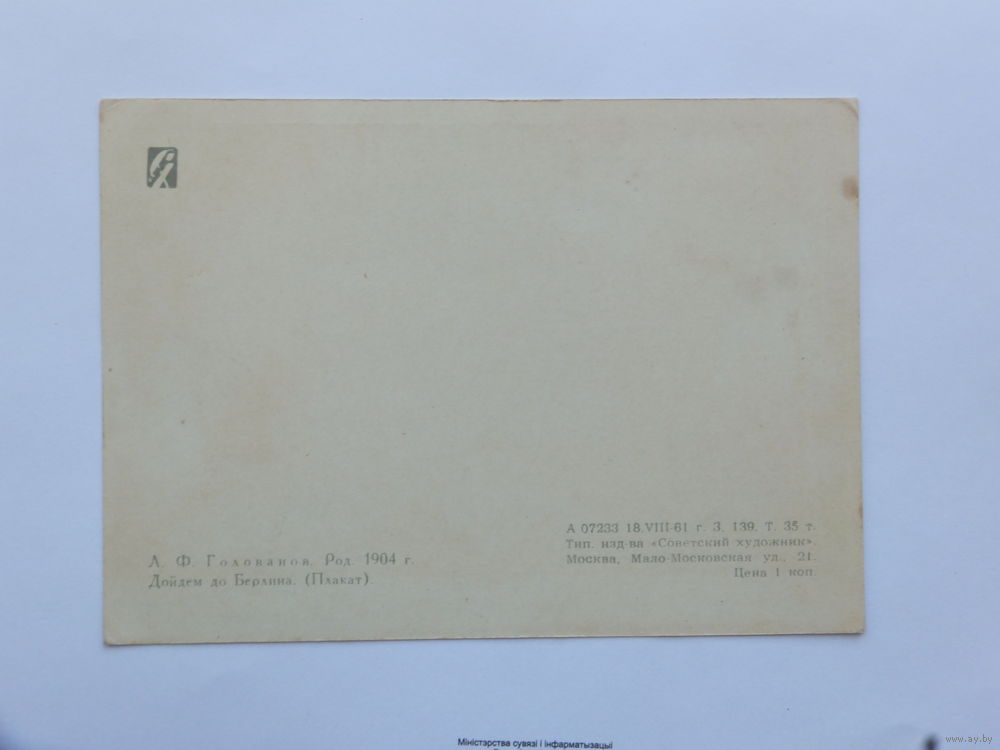 Л. Ф. Голованов. Род. 1904 г.
Дойдем до Берлина. (Плакат).
А 07233 18.VIII-61 г. З. 139. Т. 35 т.
Тип. изд-ва «Советский художник».
Москва, Мало-Московская ул., 21.
Цена 1 коп.
Міністэрства сувязі і інфарматызацыі
www.ay.by